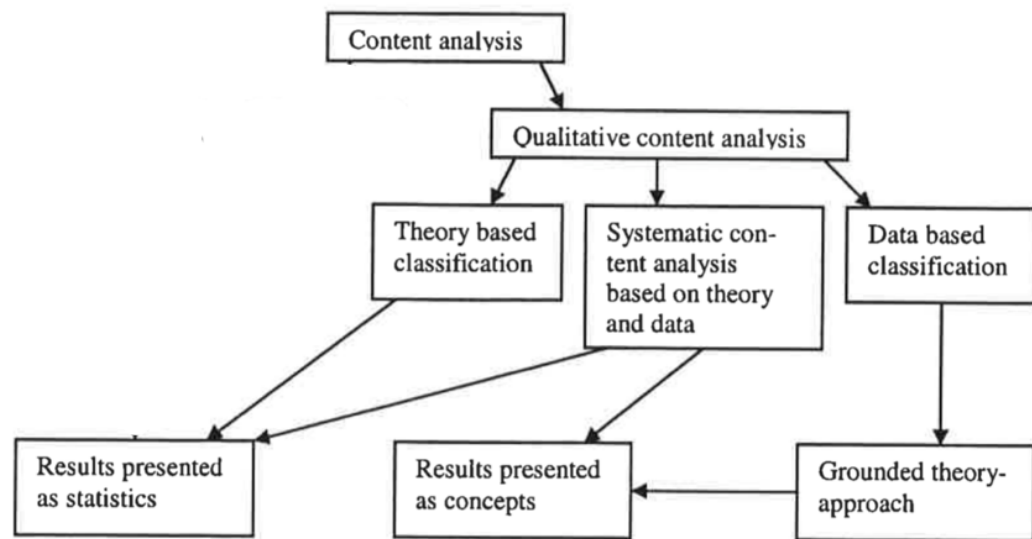 Content analysis
Qualitative content analysis
Theory based
classification
Systematic con-
tent analysis
based on theory
and data
Data based
classification
Results presented
as statistics
Results presented
as concepts
Grounded theory-
approach